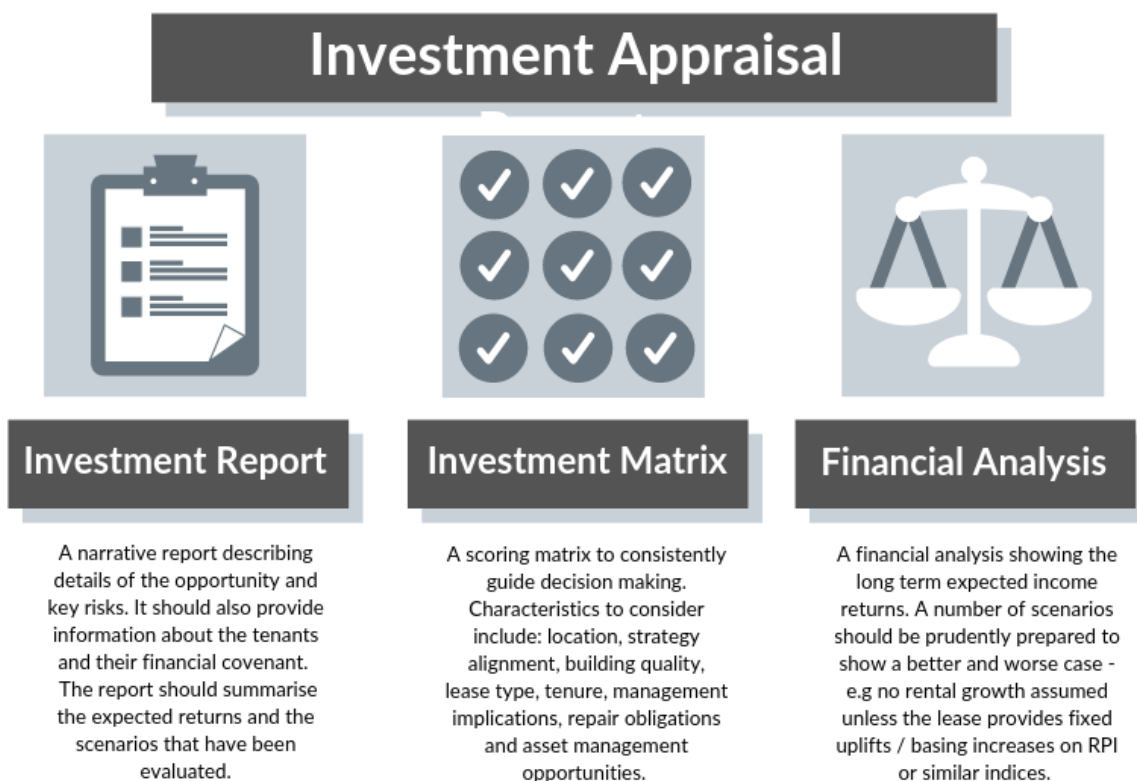 Investment Appraisal
Investment Report
A narrative report describing
details of the opportunity and
key risks. It should also provide
information about the tenants
and their financial covenant.
The report should summarise
the expected returns and the
scenarios that have been
evaluated.
Investment Matrix
A scoring matrix to consistently
guide decision making.
Characteristics to consider
include: location, strategy
alignment, building quality,
lease type, tenure, management
implications, repair obligations
and asset management
opportunities.
Financial Analysis
A financial analysis showing the
long term expected income
returns. A number of scenarios
should be prudently prepared to
show a better and worse case -
e.g no rental growth assumed
unless the lease provides fixed
uplifts / basing increases on RPI
or similar indices.